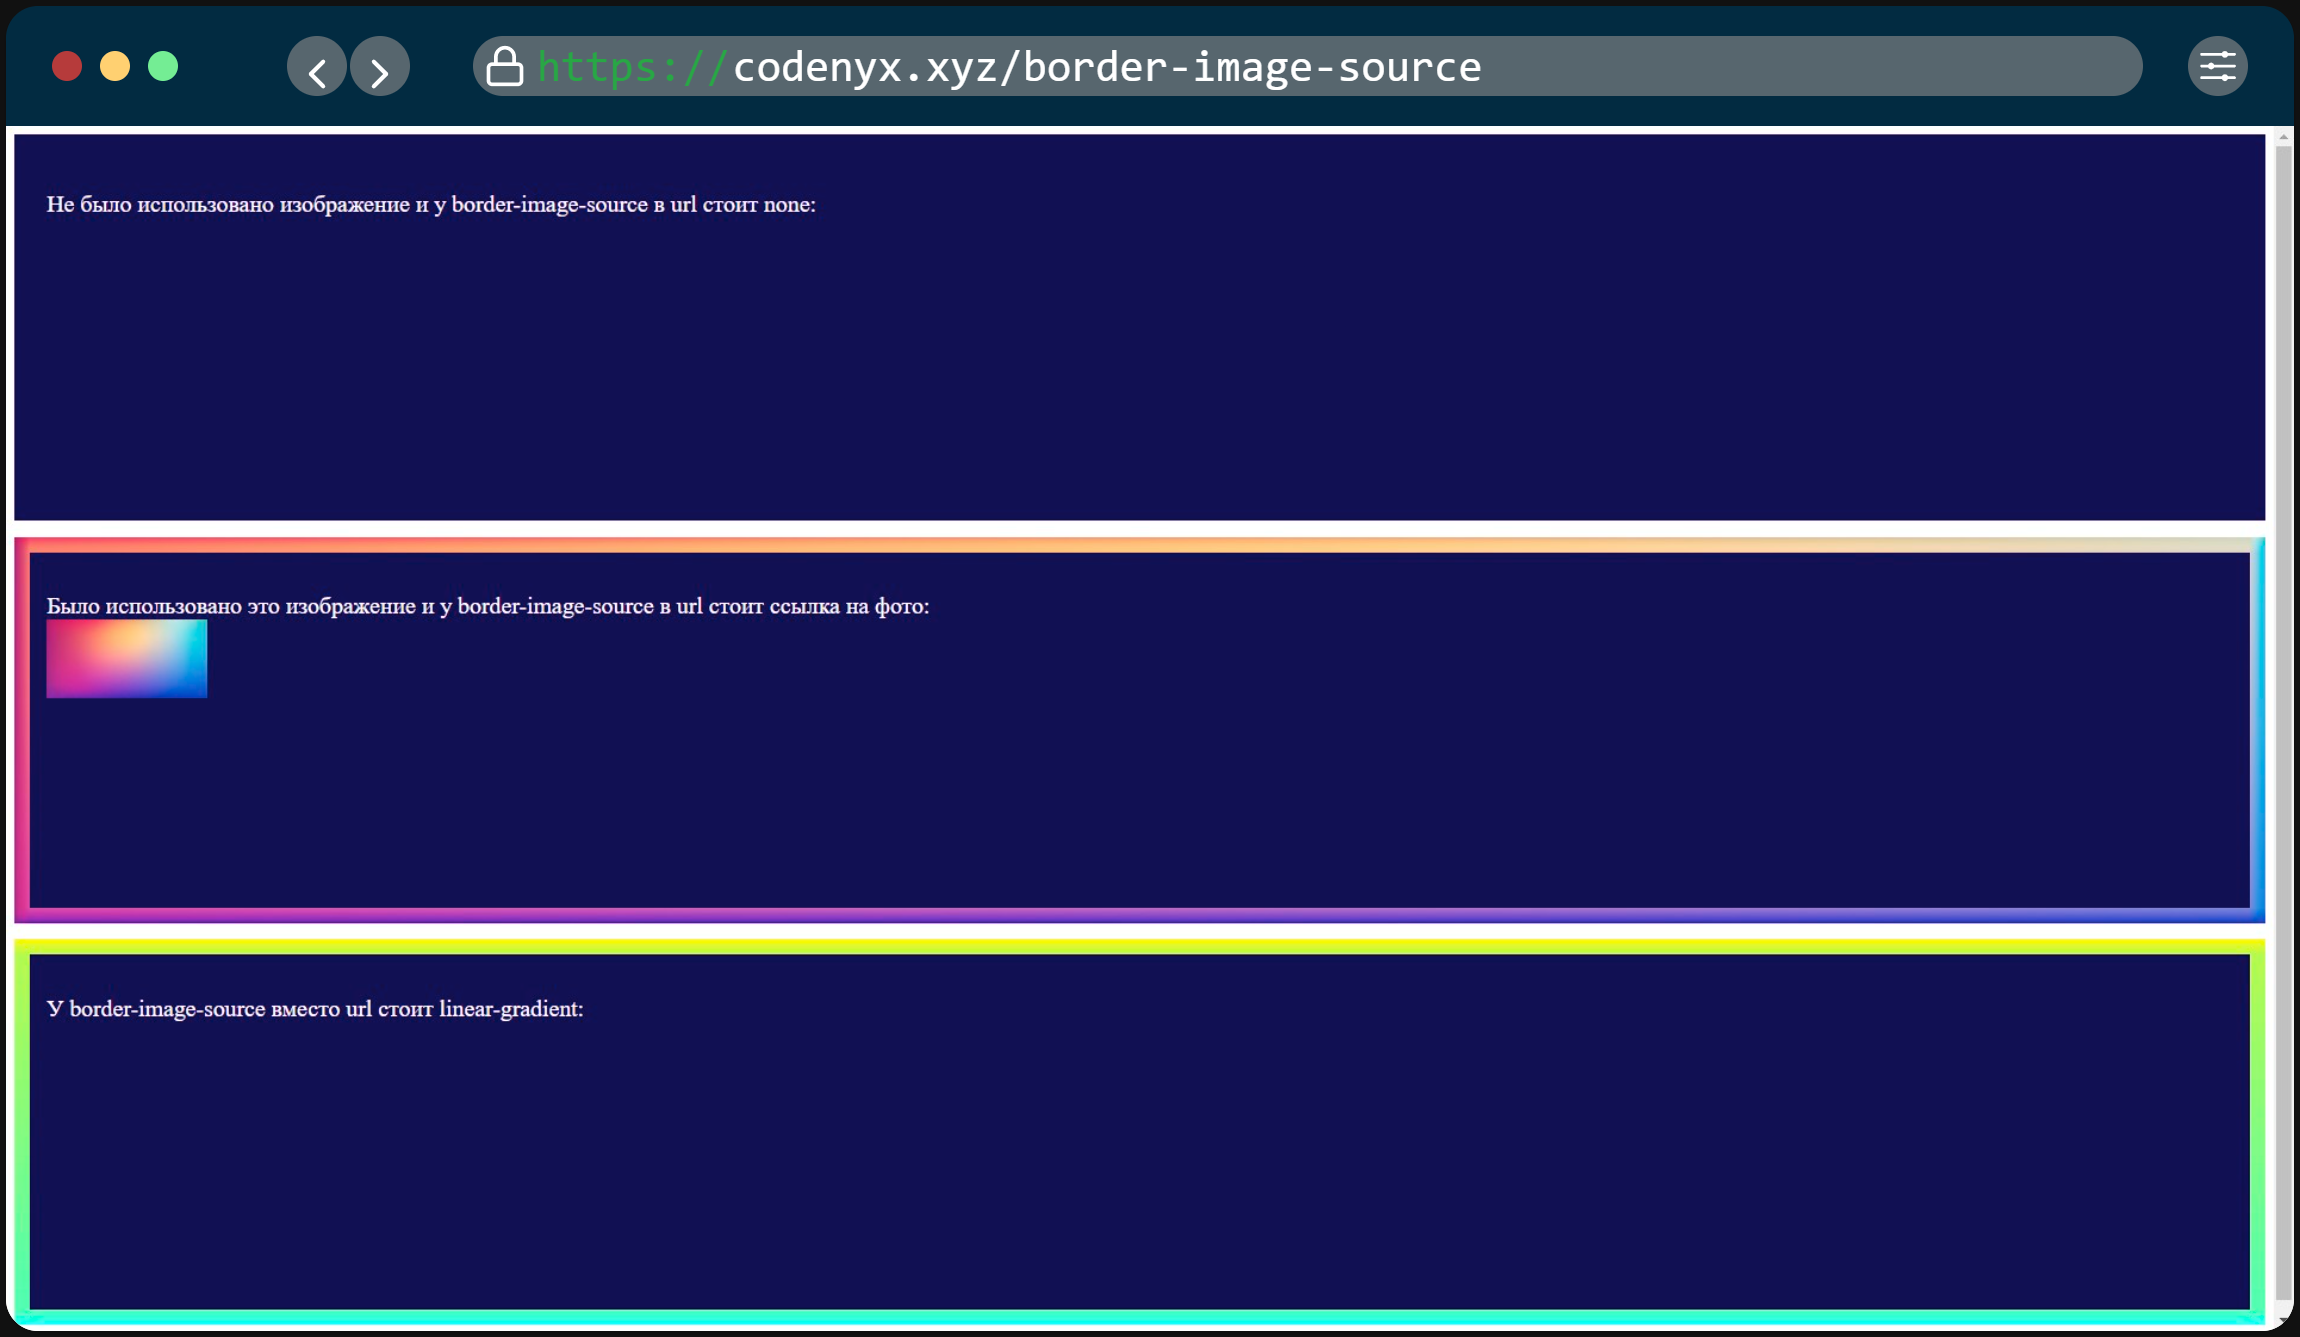 https://codenyx.xyz/border-image-source
Не было использовано изображение и у border-image-source в url стоит none:
Было использовано это изображение и у border-image-source в url стоит ссылка на фото:
У border-image-source вместо url стоит linear-gradient: